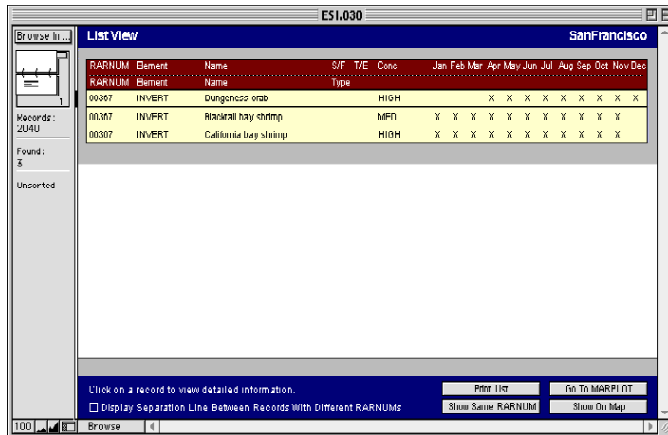 ESI.030
Browse In...
List View SanFrancisco
RARNUM Element Name S/F T/E Conc Jan Feb Mar Apr May Jun Jul Aug Sep Oct Nov Dec
RARNUM Element Name Type
00367 INVERT Dungeness crab HIGH X X X X X X X X X
00367 INVERT Blacktail bay shrimp MED X X X X X X X X X X X
00367 INVERT California bay shrimp HIGH X X X X X X X X X X X
1
Records:
2040
Found:
3
Unsorted
Click on a record to view detailed information.
Display Separation Line Between Records With Different RARNUMs
Print List Go To MARPLOT
Show Same RARNUM Show On Map
100 Browse